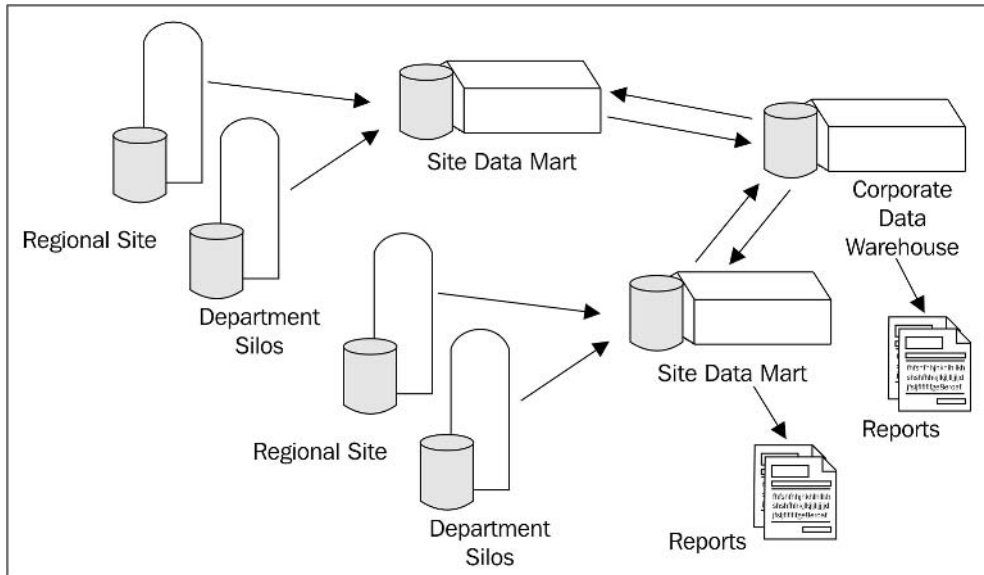 Site Data Mart
Corporate
Data
Warehouse
Regional Site
Department
Silos
Site Data Mart
Reports
Regional Site
Department
Silos
Reports